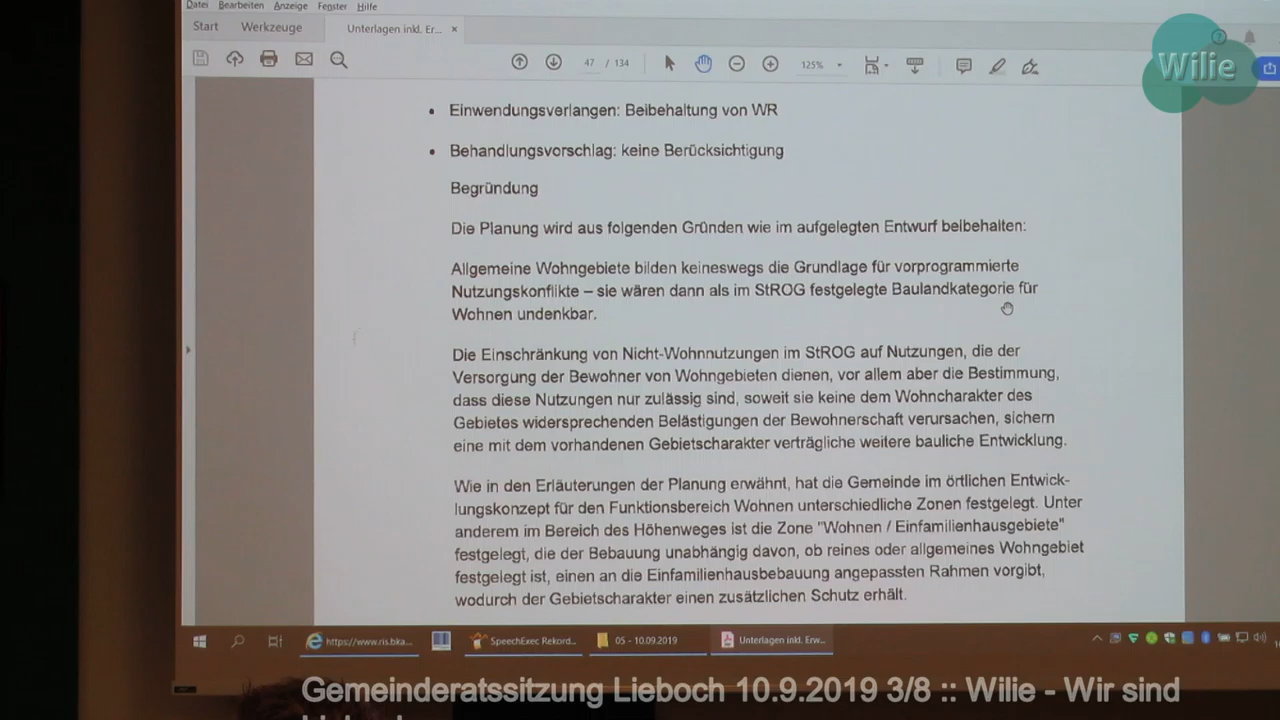 Datei Bearbeiten Anzeige Fenster Hilfe
Start Werkzeuge Unterlagen inkl. Er... ×
47 / 134 125%
Wilie
• Einwendungsverlangen: Beibehaltung von WR
• Behandlungsvorschlag: keine Berücksichtigung
Begründung
Die Planung wird aus folgenden Gründen wie im aufgelegten Entwurf beibehalten:
Allgemeine Wohngebiete bilden keineswegs die Grundlage für vorprogrammierte
Nutzungskonflikte – sie wären dann als im StROG festgelegte Baulandkategorie für
Wohnen undenkbar.
Die Einschränkung von Nicht-Wohnnutzungen im StROG auf Nutzungen, die der
Versorgung der Bewohner von Wohngebieten dienen, vor allem aber die Bestimmung,
dass diese Nutzungen nur zulässig sind, soweit sie keine dem Wohncharakter des
Gebietes widersprechenden Belästigungen der Bewohnerschaft verursachen, sichern
eine mit dem vorhandenen Gebietscharakter verträgliche weitere bauliche Entwicklung.
Wie in den Erläuterungen der Planung erwähnt, hat die Gemeinde im örtlichen Entwick-
lungskonzept für den Funktionsbereich Wohnen unterschiedliche Zonen festgelegt. Unter
anderem im Bereich des Höhenweges ist die Zone "Wohnen / Einfamilienhausgebiete"
festgelegt, die der Bebauung unabhängig davon, ob reines oder allgemeines Wohngebiet
festgelegt ist, einen an die Einfamilienhausbebauung angepassten Rahmen vorgibt,
wodurch der Gebietscharakter einen zusätzlichen Schutz erhält.
https://www.ris.bka... SpeechExec Rekord... 05 - 10.09.2019 Unterlagen inkl. Erw...
Gemeinderatssitzung Lieboch 10.9.2019 3/8 :: Wilie - Wir sind